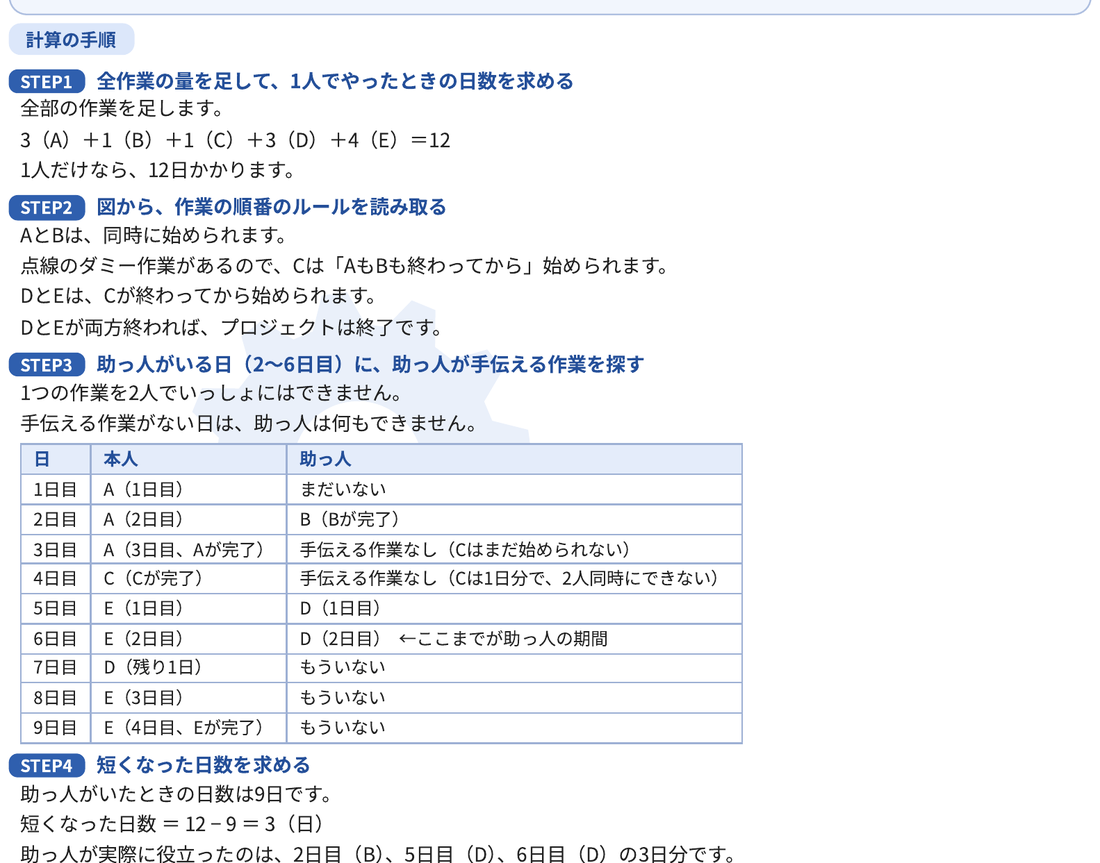 計算の手順
STEP1 全作業の量を足して、1人でやったときの日数を求める
全部の作業を足します。
3（A）＋1（B）＋1（C）＋3（D）＋4（E）＝12
1人だけなら、12日かかります。
STEP2 図から、作業の順番のルールを読み取る
AとBは、同時に始められます。
点線のダミー作業があるので、Cは「AもBも終わってから」始められます。
DとEは、Cが終わってから始められます。
DとEが両方終われば、プロジェクトは終了です。
STEP3 助っ人がいる日（2〜6日目）に、助っ人が手伝える作業を探す
1つの作業を2人でいっしょにはできません。
手伝える作業がない日は、助っ人は何もできません。
日 本人 助っ人
1日目 A（1日目） まだいない
2日目 A（2日目） B（Bが完了）
3日目 A（3日目、Aが完了） 手伝える作業なし（Cはまだ始められない）
4日目 C（Cが完了） 手伝える作業なし（Cは1日分で、2人同時にできない）
5日目 E（1日目） D（1日目）
6日目 E（2日目） D（2日目） ←ここまでが助っ人の期間
7日目 D（残り1日） もういない
8日目 E（3日目） もういない
9日目 E（4日目、Eが完了） もういない
STEP4 短くなった日数を求める
助っ人がいたときの日数は9日です。
短くなった日数 ＝ 12 − 9 ＝ 3（日）
助っ人が実際に役立ったのは、2日目（B）、5日目（D）、6日目（D）の3日分です。